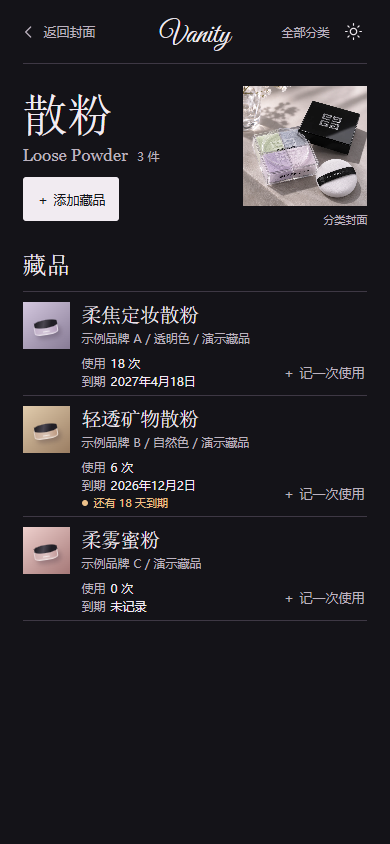 返回封面
Vanity
全部分类
散粉
Loose Powder 3 件
+ 添加藏品
分类封面
藏品
柔焦定妆散粉
示例品牌 A / 透明色 / 演示藏品
使用 18 次
到期 2027年4月18日
+ 记一次使用
轻透矿物散粉
示例品牌 B / 自然色 / 演示藏品
使用 6 次
到期 2026年12月2日
+ 记一次使用
还有 18 天到期
柔雾蜜粉
示例品牌 C / 演示藏品
使用 0 次
到期 未记录
+ 记一次使用